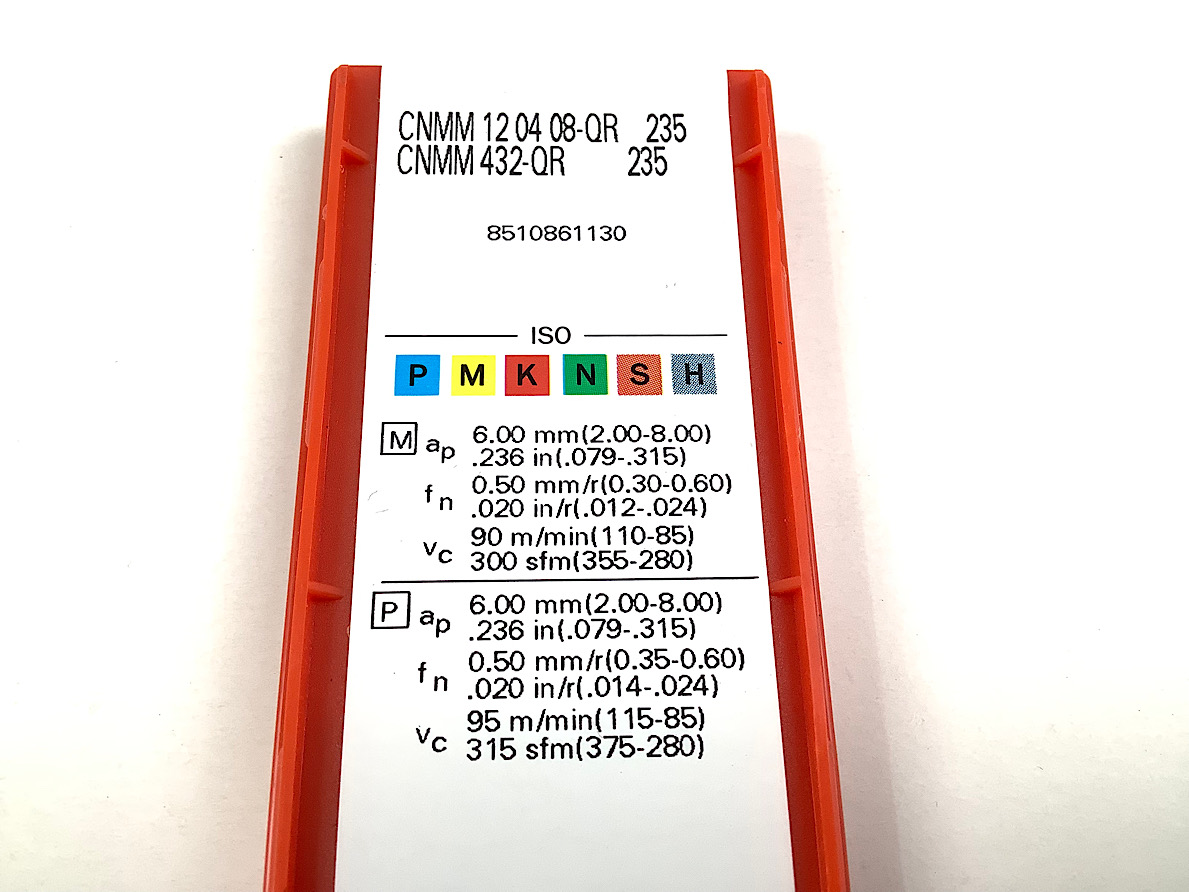 CNMM 12 04 08-QR 235
CNMM 432-QR 235
8510861130
ISO
P M K N S H
M ap 6.00 mm(2.00-8.00)
.236 in(.079-.315)
fn 0.50 mm/r(0.30-0.60)
.020 in/r(.012-.024)
vc 90 m/min(110-85)
300 sfm(355-280)
P ap 6.00 mm(2.00-8.00)
.236 in(.079-.315)
fn 0.50 mm/r(0.35-0.60)
.020 in/r(.014-.024)
vc 95 m/min(115-85)
315 sfm(375-280)